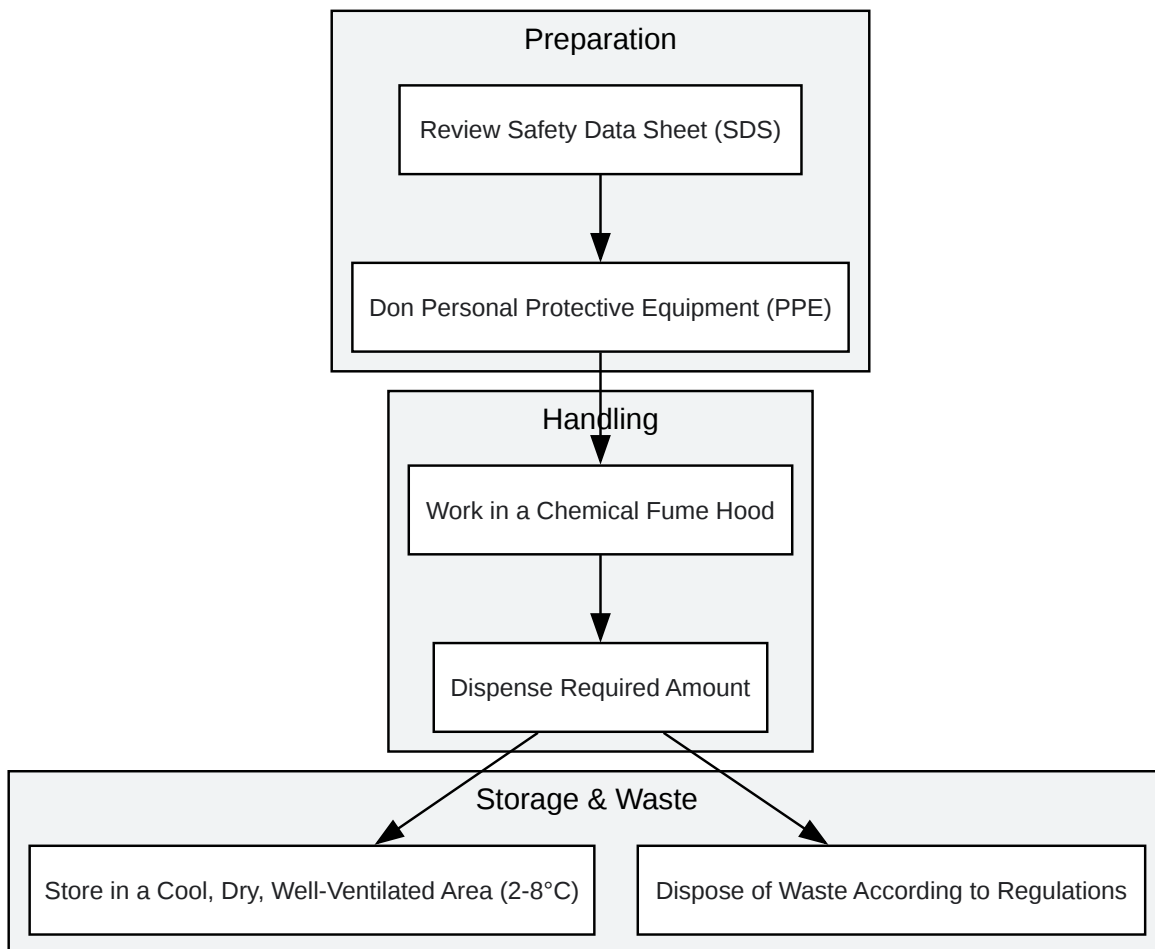 Preparation
Review Safety Data Sheet (SDS)
Don Personal Protective Equipment (PPE)
Handling
Work in a Chemical Fume Hood
Dispense Required Amount
Storage & Waste
Store in a Cool, Dry, Well-Ventilated Area (2-8°C)
Dispose of Waste According to Regulations